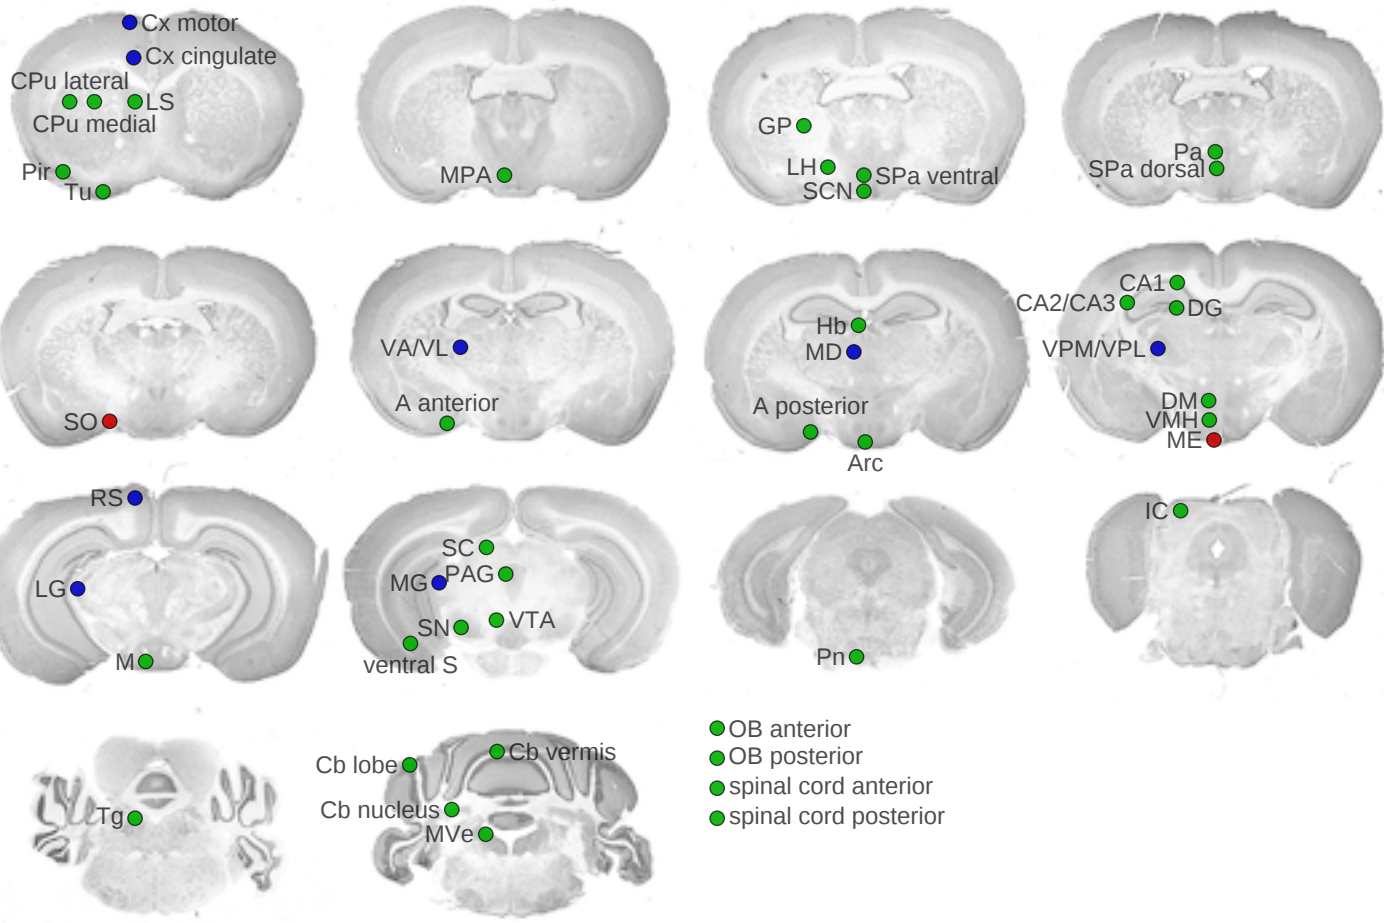 Cx motor
Cx cingulate
CPu lateral
LS
CPu medial
Pir
Tu
MPA
GP
LH
SPa ventral
SCN
Pa
SPa dorsal
SO
VA/VL
A anterior
Hb
MD
A posterior
Arc
CA1
CA2/CA3
DG
VPM/VPL
DM
VMH
ME
RS
LG
M
SC
MG
PAG
SN
VTA
ventral S
Pn
IC
Tg
Cb lobe
Cb vermis
Cb nucleus
MVe
OB anterior
OB posterior
spinal cord anterior
spinal cord posterior